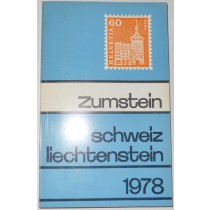 60
HELVETIA
zumstein
schweiz
liechtenstein
1978